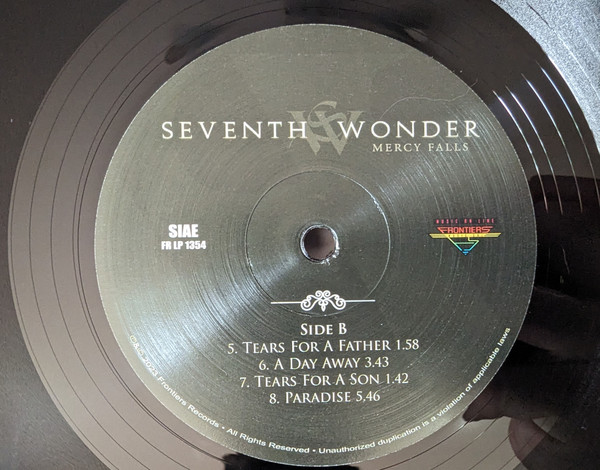 SEVENTH WONDER
MERCY FALLS
SIAE
FR LP 1354
MUSIC ON LINE
FRONTIERS
SIDE B
5. TEARS FOR A FATHER 1.58
6. A DAY AWAY 3.43
7. TEARS FOR A SON 1.42
8. PARADISE 5.46
2023 Frontiers Records • All Rights Reserved • Unauthorized duplication is a violation of applicable laws